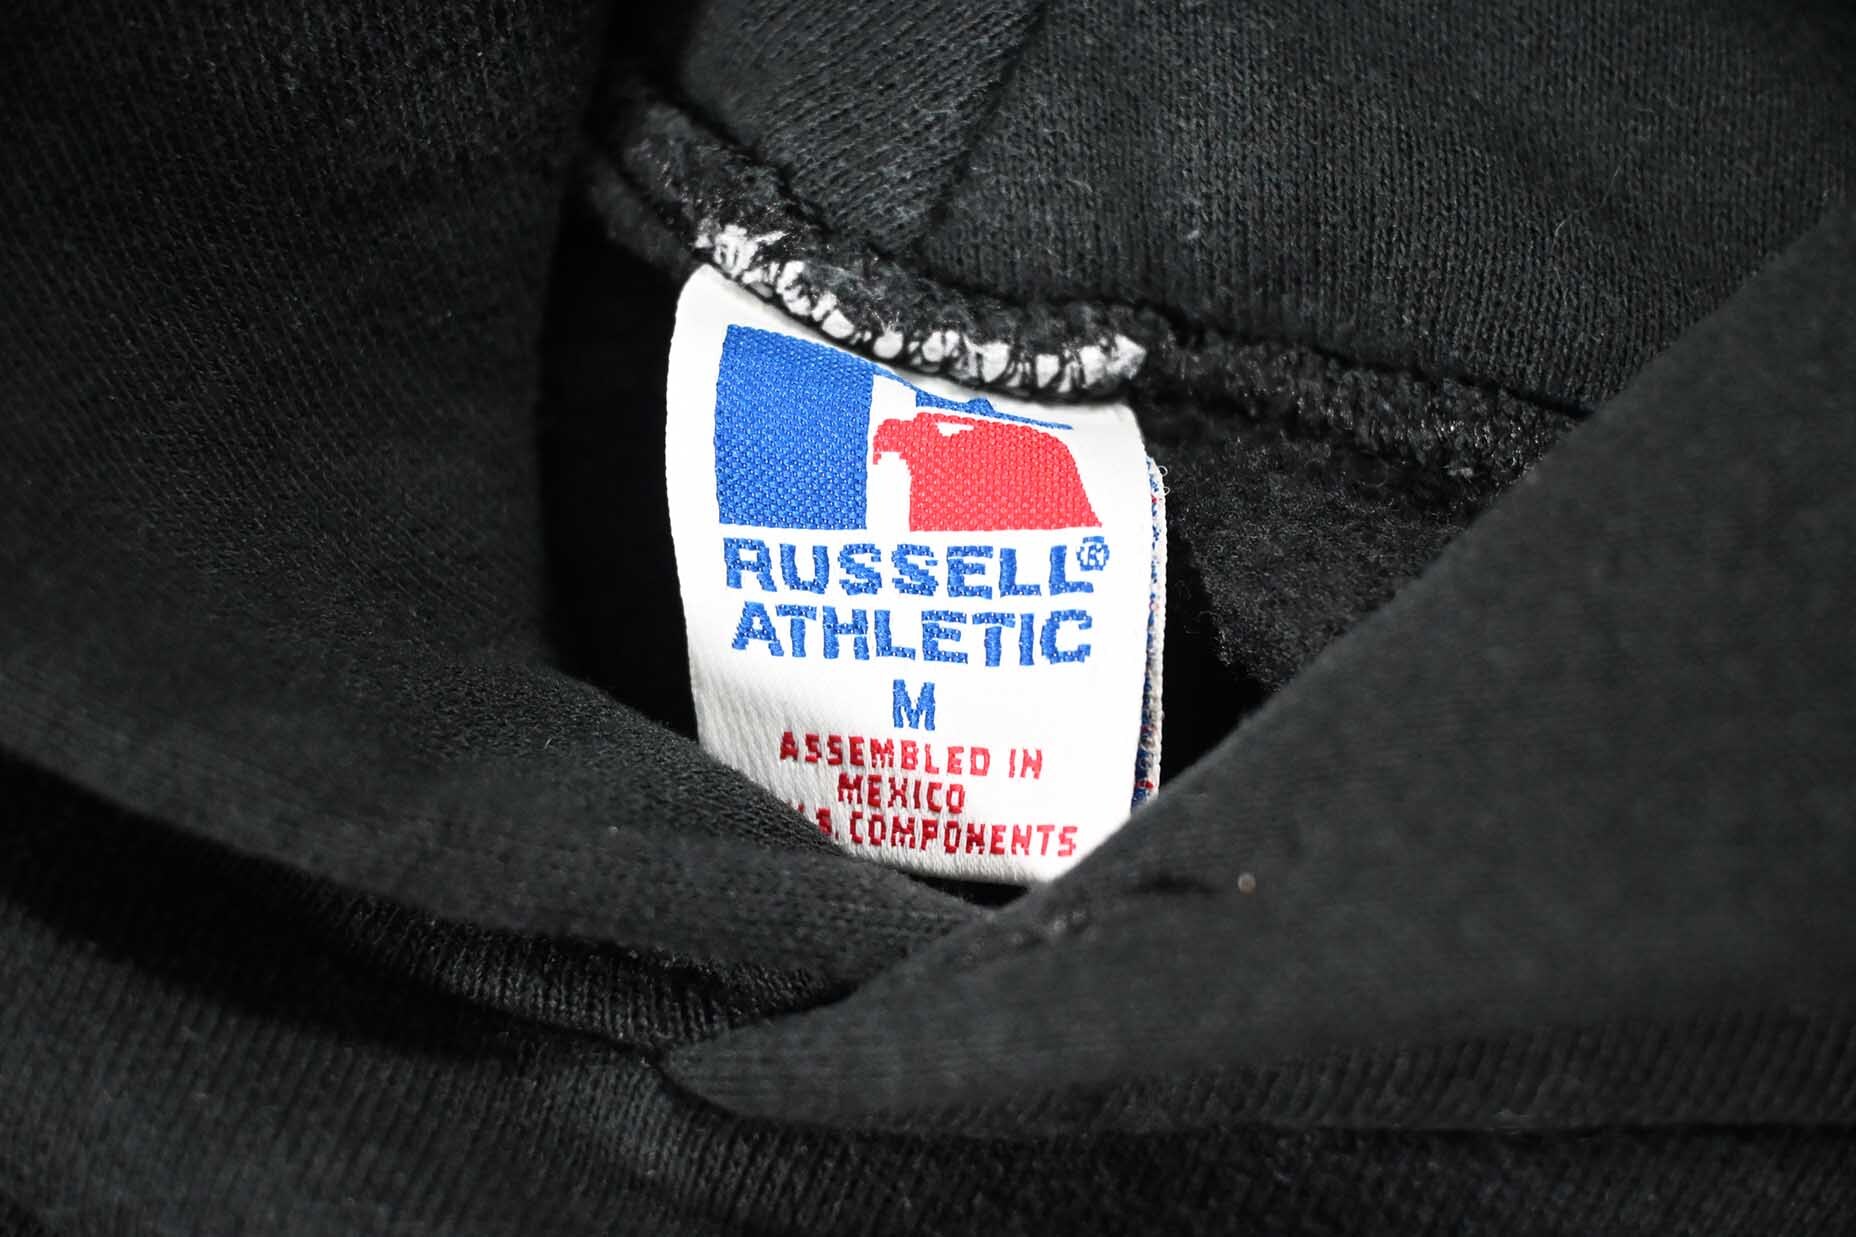 RUSSELL®
ATHLETIC
M
ASSEMBLED IN
MEXICO
.S. COMPONENTS